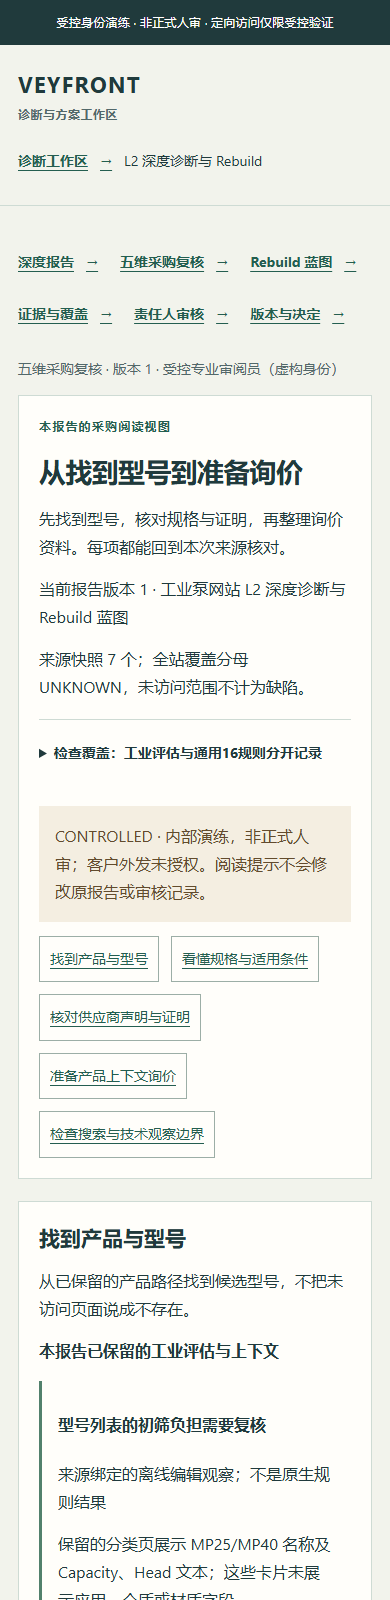 受控身份演练 · 非正式人审 · 定向访问仅限受控验证
VEYFRONT
诊断与方案工作区
诊断工作区 → L2 深度诊断与 Rebuild
深度报告 → 五维采购复核 → Rebuild 蓝图 →
证据与覆盖 → 责任人审核 → 版本与决定 →
五维采购复核 · 版本 1 · 受控专业审阅员（虚构身份）
本报告的采购阅读视图
从找到型号到准备询价
先找到型号，核对规格与证明，再整理询价
资料。每项都能回到本次来源核对。
当前报告版本 1 · 工业泵网站 L2 深度诊断与
Rebuild 蓝图
来源快照 7 个；全站覆盖分母
UNKNOWN，未访问范围不计为缺陷。
▶ 检查覆盖：工业评估与通用16规则分开记录
CONTROLLED · 内部演练，非正式人
审；客户外发未授权。阅读提示不会修
改原报告或审核记录。
找到产品与型号 看懂规格与适用条件
核对供应商声明与证明
准备产品上下文询价
检查搜索与技术观察边界
找到产品与型号
从已保留的产品路径找到候选型号，不把未
访问页面说成不存在。
本报告已保留的工业评估与上下文
型号列表的初筛负担需要复核
来源绑定的离线编辑观察；不是原生规
则结果
保留的分类页展示 MP25/MP40 名称及
Capacity、Head 文本；这些卡片未展
示应用、介质或材质字段